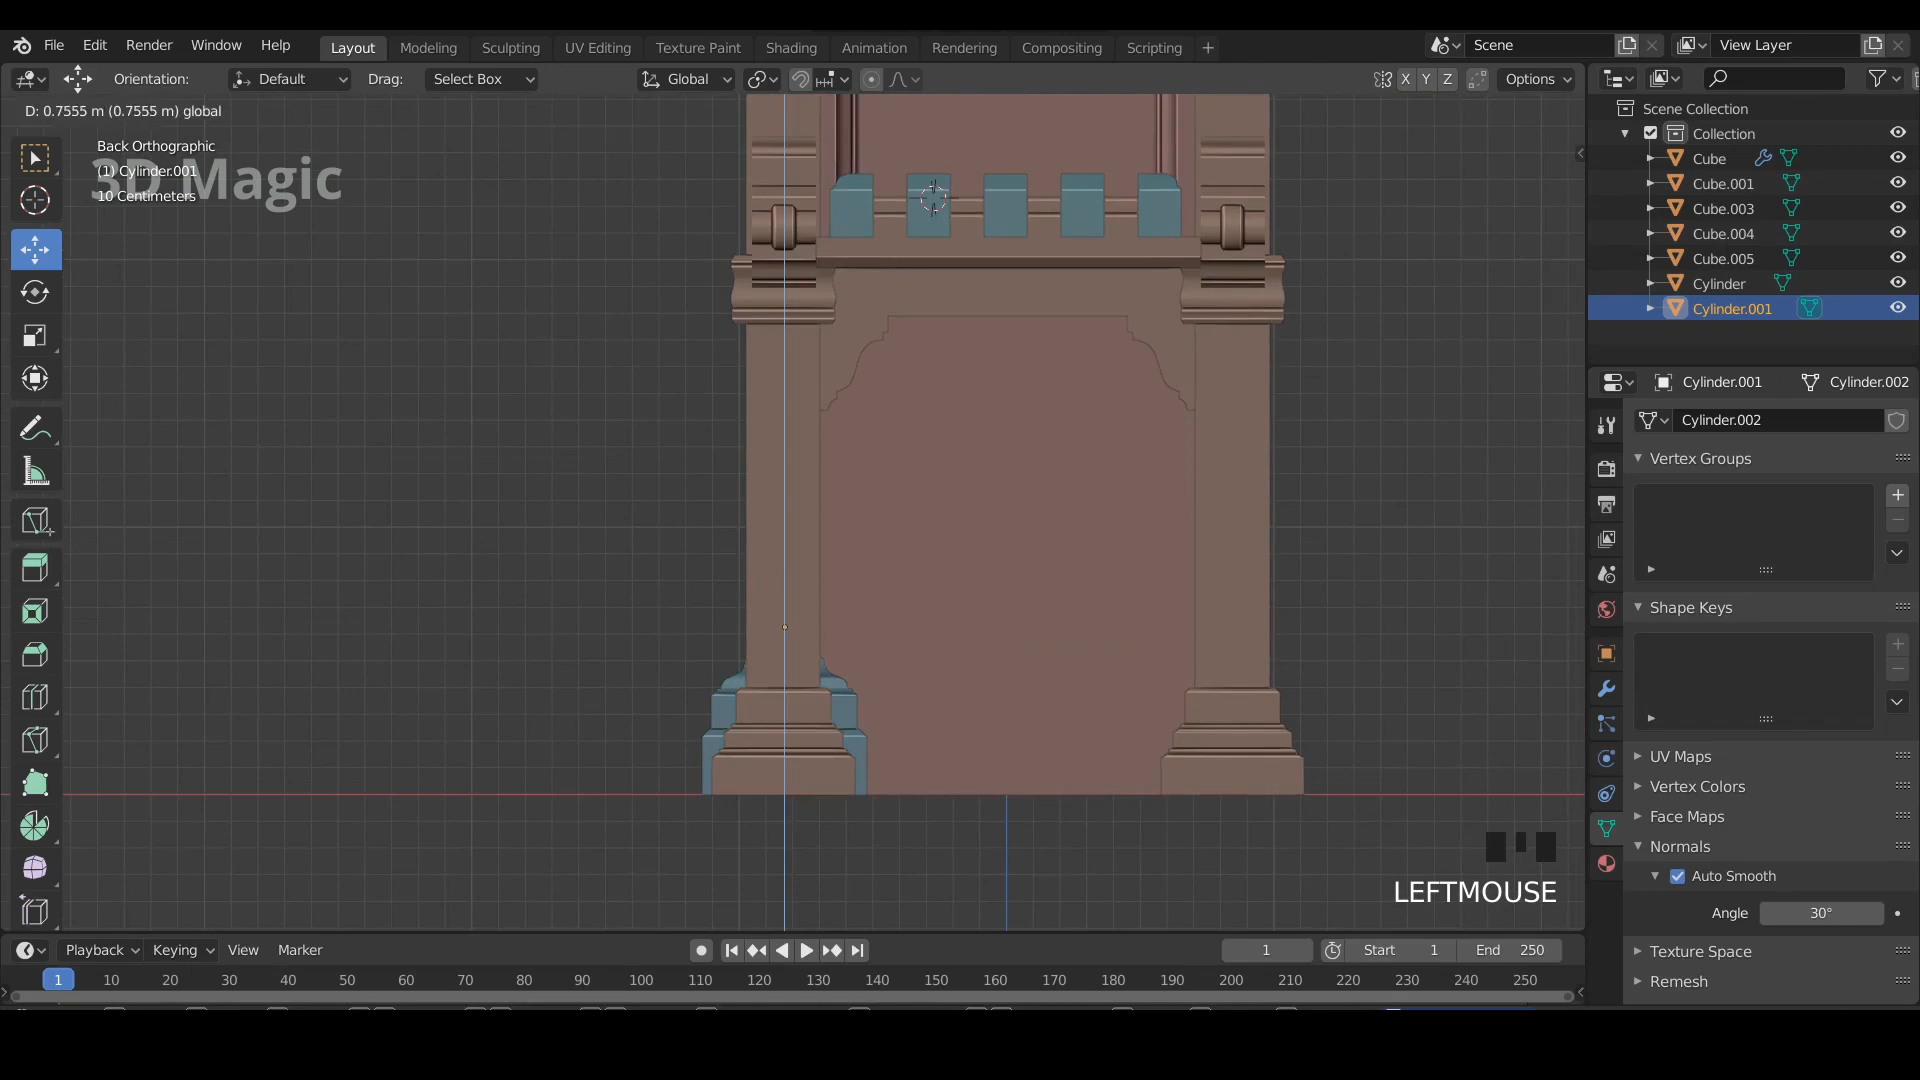 File Edit Render Window Help Layout Modeling Sculpting UV Editing Texture Paint Shading Animation Rendering Compositing Scripting + Scene View Layer
Orientation: Default Drag: Select Box Global X Y Z Options
D: 0.7555 m (0.7555 m) global
Back Orthographic
(1) Cylinder.001
10 Centimeters
3D Magic
Scene Collection
Collection
Cube
Cube.001
Cube.003
Cube.004
Cube.005
Cylinder
Cylinder.001
Cylinder.001 Cylinder.002
Cylinder.002
Vertex Groups
Shape Keys
UV Maps
Vertex Colors
Face Maps
Normals
Auto Smooth
Angle 30°
Texture Space
Remesh
LEFTMOUSE
Playback Keying View Marker 1 Start 1 End 250
1 10 20 30 40 50 60 70 80 90 100 110 120 130 140 150 160 170 180 190 200 210 220 230 240 250